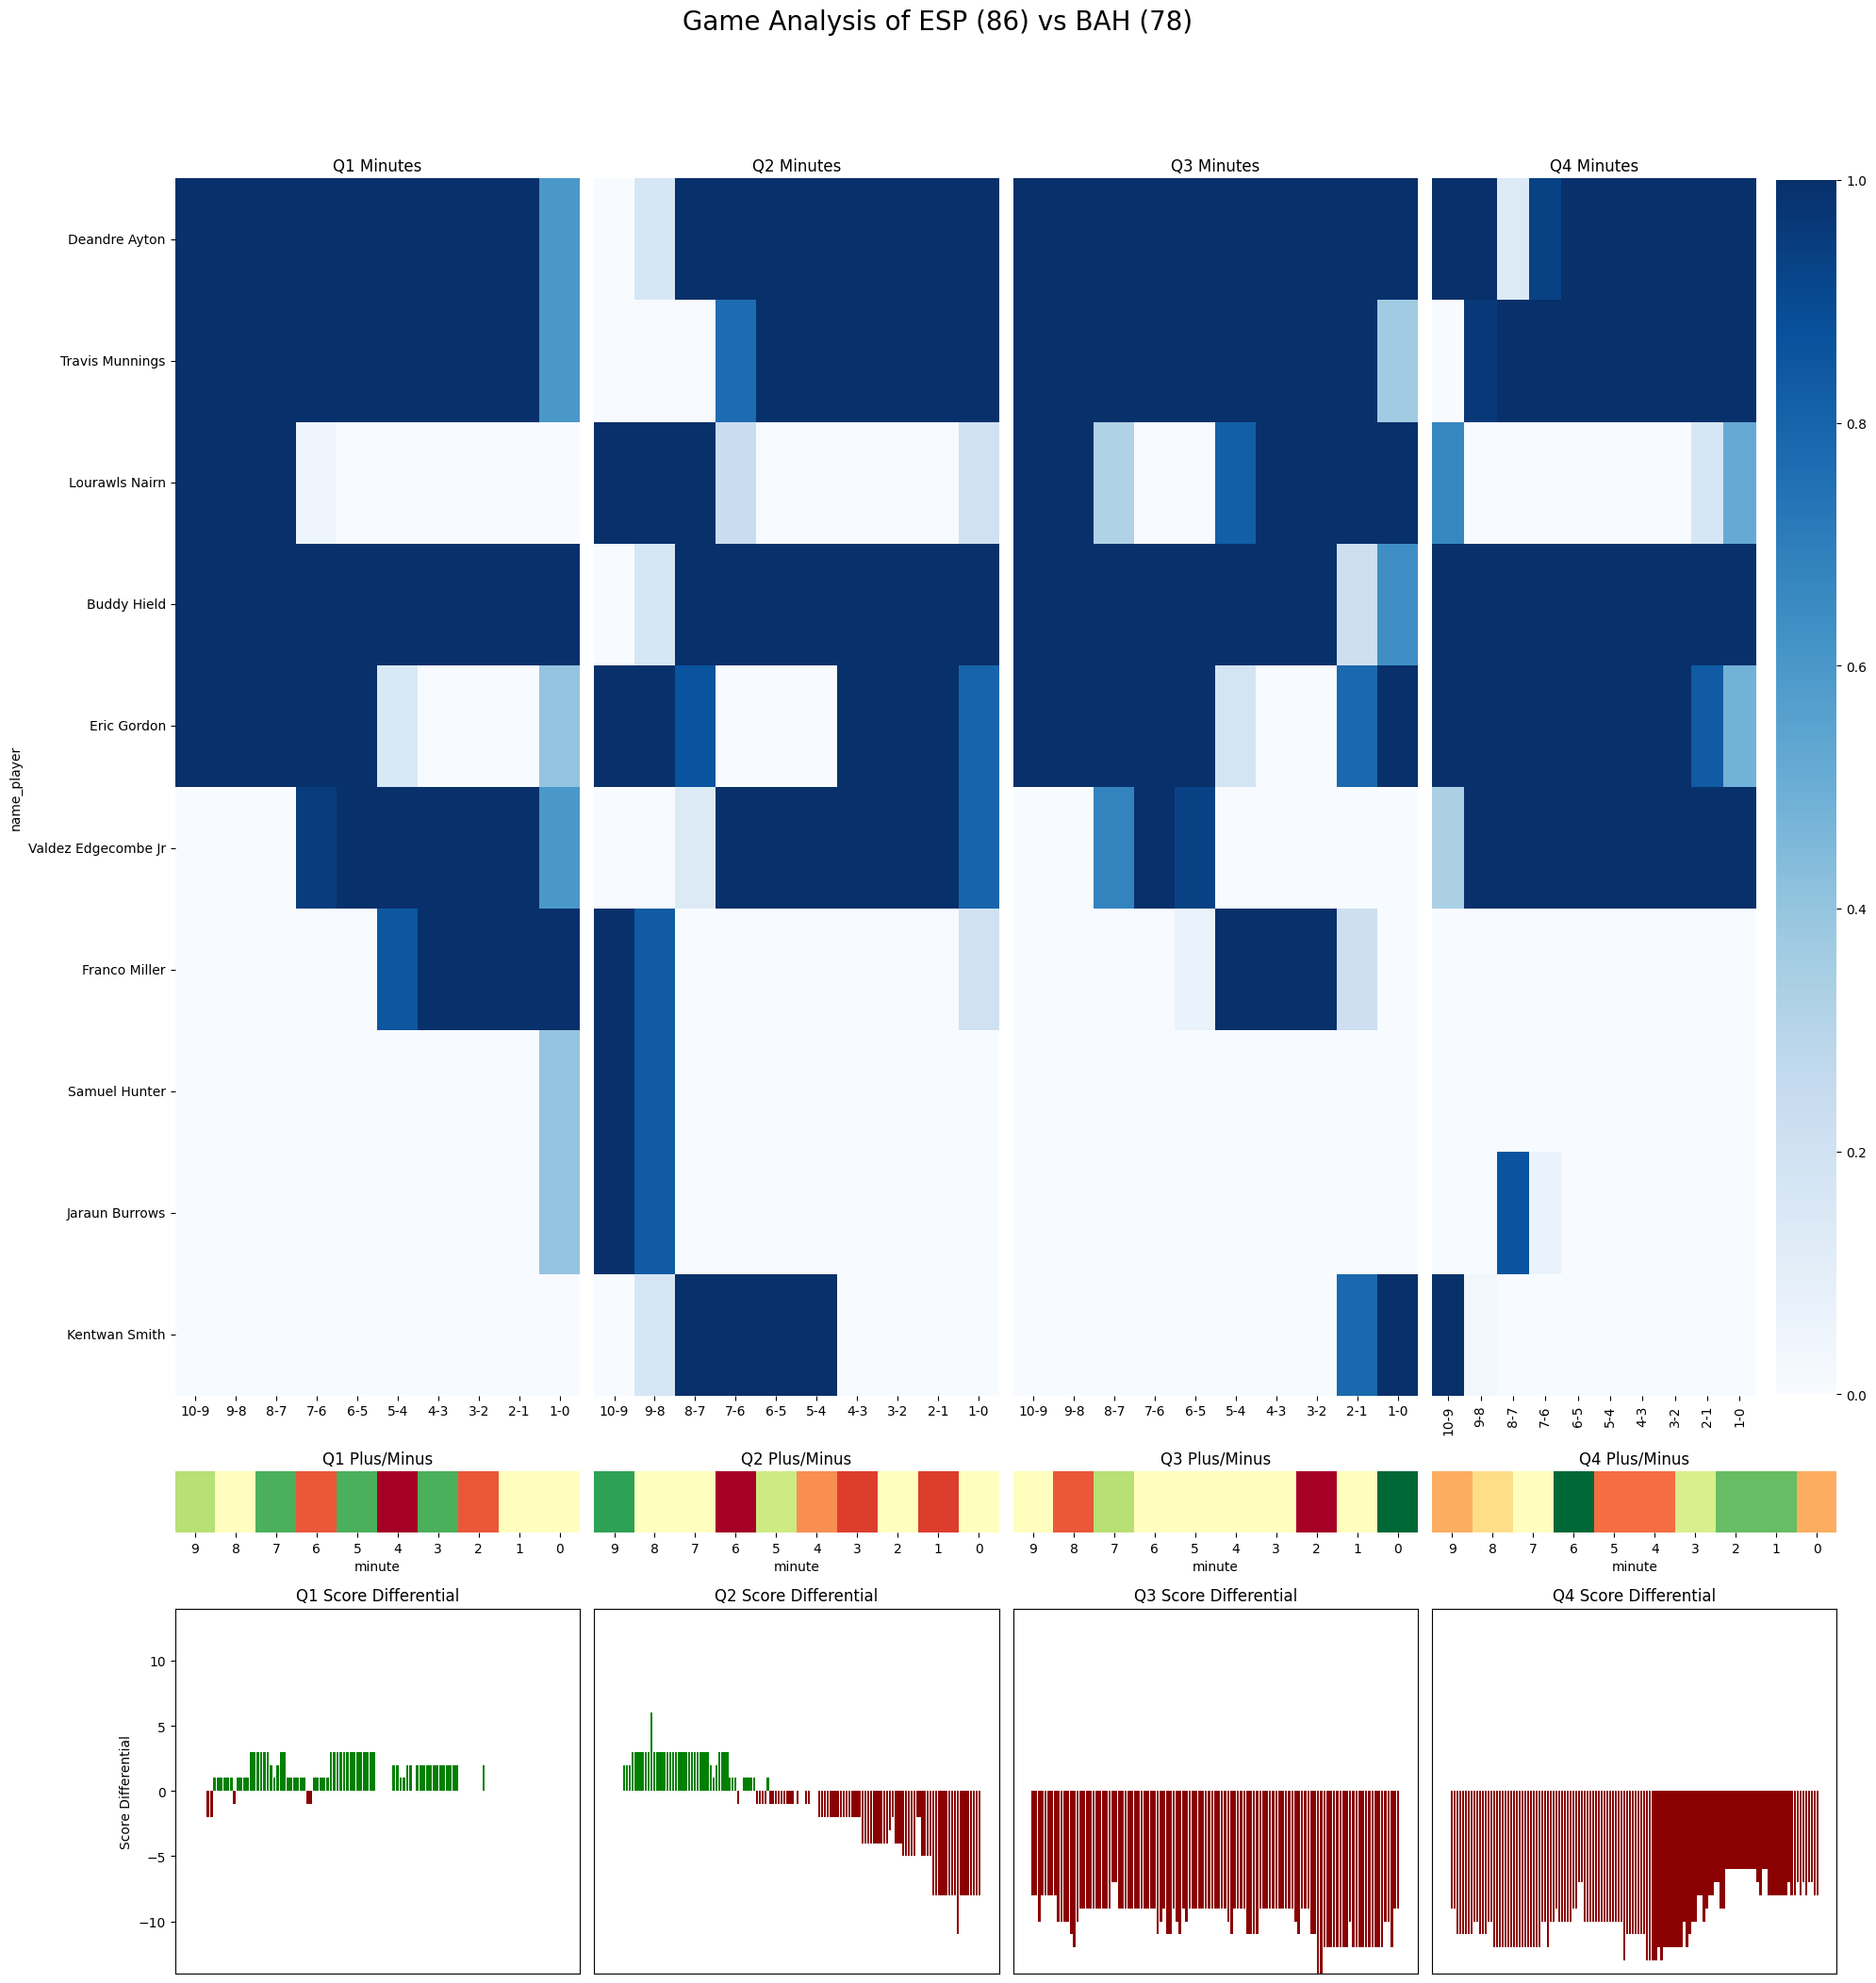 Game Analysis of ESP (86) vs BAH (78)
Q1 Minutes
Q2 Minutes
Q3 Minutes
Q4 Minutes
name_player
Deandre Ayton
Travis Munnings
Lourawls Nairn
Buddy Hield
Eric Gordon
Valdez Edgecombe Jr
Franco Miller
Samuel Hunter
Jaraun Burrows
Kentwan Smith
1.0
0.8
0.6
0.4
0.2
0.0
10-9 9-8 8-7 7-6 6-5 5-4 4-3 3-2 2-1 1-0
10-9 9-8 8-7 7-6 6-5 5-4 4-3 3-2 2-1 1-0
10-9 9-8 8-7 7-6 6-5 5-4 4-3 3-2 2-1 1-0
10-9 9-8 8-7 7-6 6-5 5-4 4-3 3-2 2-1 1-0
Q1 Plus/Minus
Q2 Plus/Minus
Q3 Plus/Minus
Q4 Plus/Minus
9 8 7 6 5 4 3 2 1 0
9 8 7 6 5 4 3 2 1 0
9 8 7 6 5 4 3 2 1 0
9 8 7 6 5 4 3 2 1 0
minute
minute
minute
minute
Q1 Score Differential
Q2 Score Differential
Q3 Score Differential
Q4 Score Differential
Score Differential
10
5
0
−5
−10